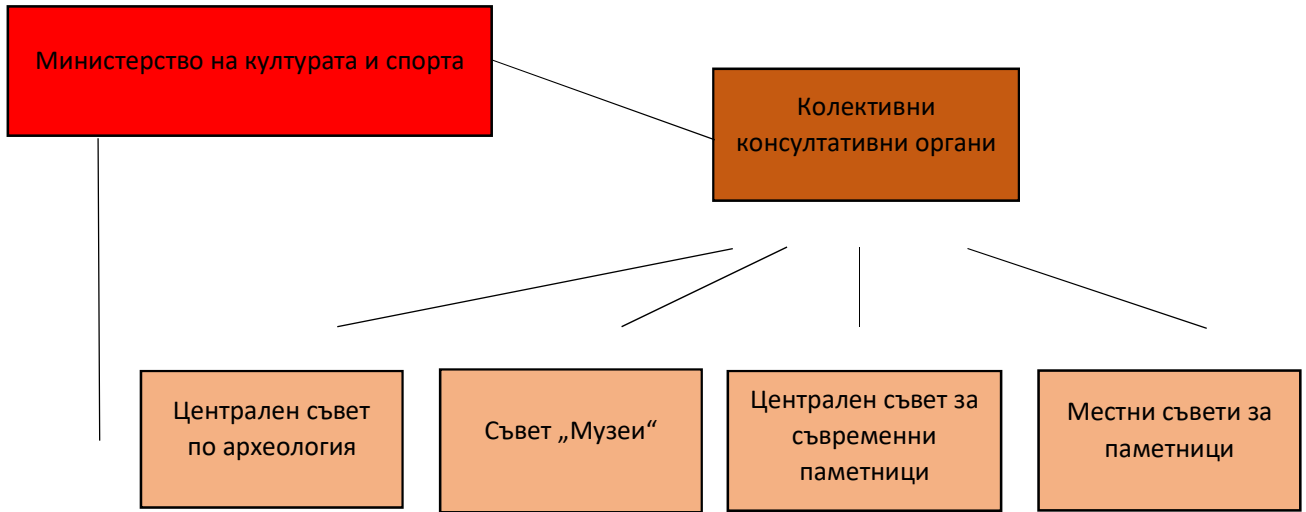 Министерство на културата и спорта
Колективни
консултативни органи
Централен съвет
по археология
Съвет „Музеи“
Централен съвет за
съвременни
паметници
Местни съвети за
паметници